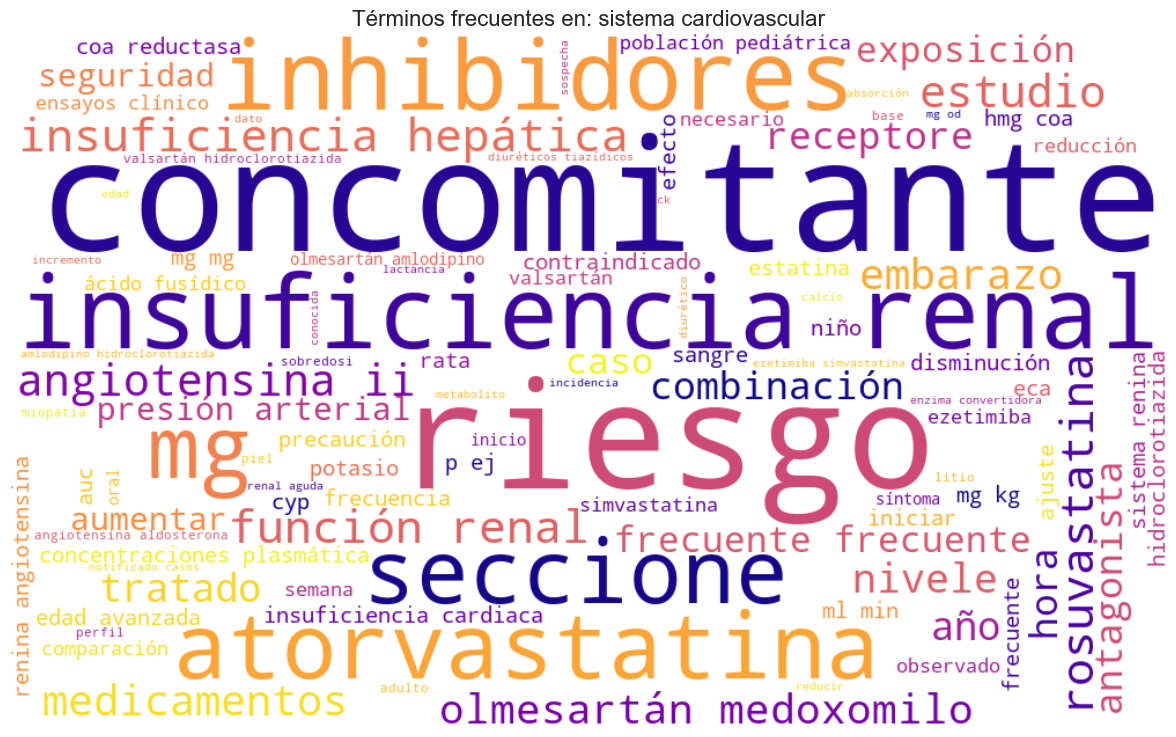 Términos frecuentes en: sistema cardiovascular
coa reductasa
inhibidores
sospecha
población pediátrica
exposición
seguridad
absorción
estudio
ensayos clínico
dato
necesario
base
mg od
hmg coa
insuficiencia hepática
efecto
receptore
reducción
valsartán hidroclorotiazida
diuréticos tiazídicos
concomitante
edad
ck
incremento
mg mg
olmesartán amlodipino
lactancia
contraindicado
estatina
embarazo
ácido fusídico
valsartán
diurético
conocida
calcio
insuficiencia renal
niño
amlodipino hidroclorotiazida
sobredosi
rata
caso
sangre
ezetimiba simvastatina
disminución
angiotensina ii
incidencia
combinación
eca
metabolito
enzima convertidora
miopatía
presión arterial
riesgo
ezetimiba
sistema renina
hidroclorotiazida
mg
precaución
inicio
piel
potasio
p ej
litio
auc
oral
renal aguda
cyp
frecuencia
simvastatina
síntoma
mg kg
ajuste
rosuvastatina
antagonista
renina angiotensina
aumentar
función renal
iniciar
hora
angiotensina aldosterona
frecuente frecuente
concentraciones plasmática
notificado casos
seccione
nivele
tratado
semana
frecuente
edad avanzada
insuficiencia cardiaca
ml min
perfil
año
comparación
atorvastatina
observado
medicamentos
adulto
reducir
olmesartán medoxomilo